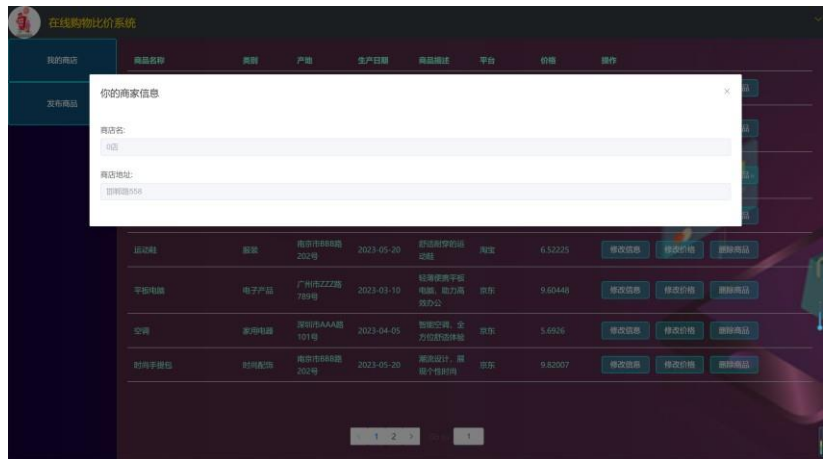 在线购物比价系统
我的商店
发布商品
商品名称 类别 产地 生产日期 商品描述 平台 价格 操作
你的商家信息
×
商店名:
0店
商店地址:
邯郸路556
运动鞋 服装 南京市BBB路 2023-05-20 舒适耐穿的运 淘宝 6.52225 修改信息 修改价格 删除商品
202号 动鞋
平板电脑 电子产品 广州市ZZZ路 2023-03-10 轻薄便携平板 京东 9.60448 修改信息 修改价格 删除商品
789号 电脑，助力高
效办公
空调 家用电器 深圳市AAA路 2023-04-05 智能空调，全 京东 5.6926 修改信息 修改价格 删除商品
101号 方位舒适体验
时尚手提包 时尚配饰 南京市BBB路 2023-05-20 潮流设计，展 京东 9.82007 修改信息 修改价格 删除商品
202号 现个性时尚
1 2 > 1